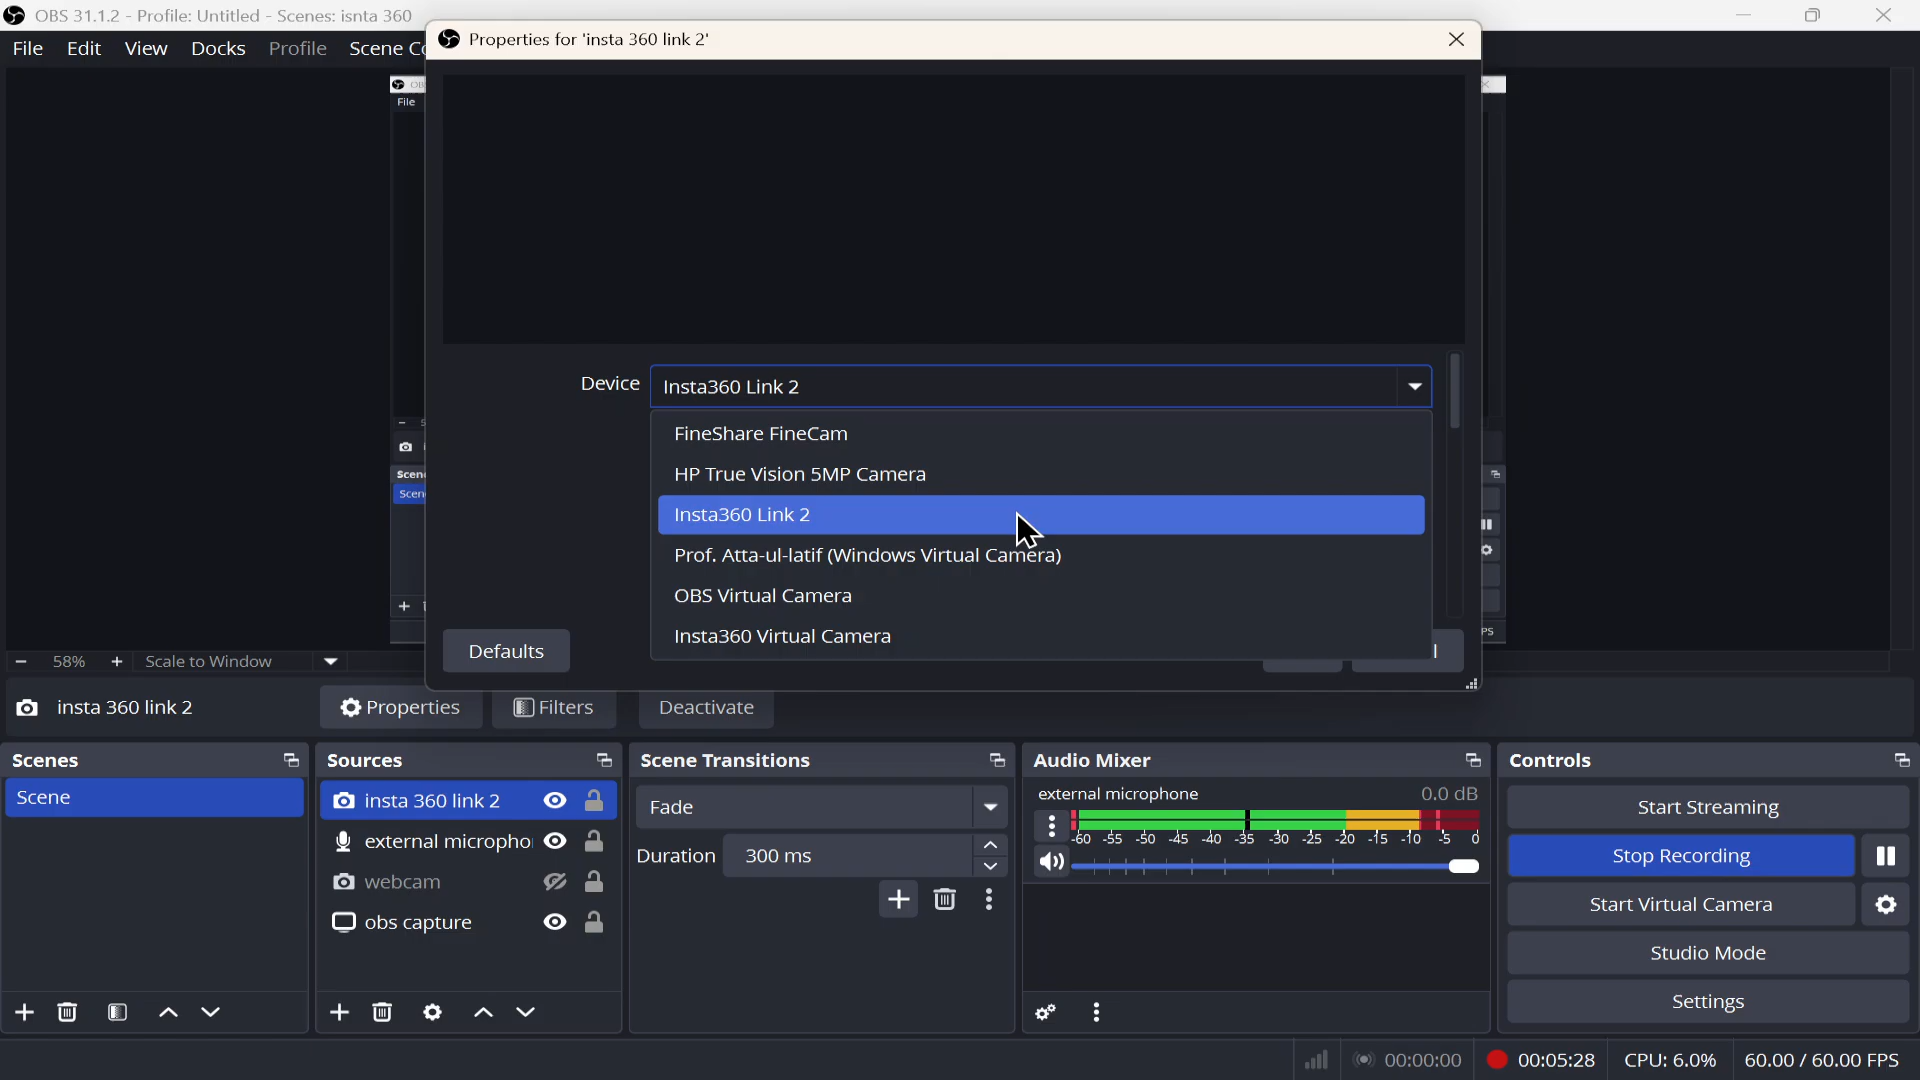 OBS 31.1.2 - Profile: Untitled - Scenes: isnta 360
File Edit View Docks Profile Scene Co
Properties for 'insta 360 link 2'
File
Scen
Scen
Device Insta360 Link 2
FineShare FineCam
HP True Vision 5MP Camera
Insta360 Link 2
Prof. Atta-ul-latif (Windows Virtual Camera)
OBS Virtual Camera
Insta360 Virtual Camera
Defaults
PS
58% Scale to Window
insta 360 link 2 Properties Filters Deactivate
Scenes
Scene
Sources
insta 360 link 2
external micropho
webcam
obs capture
Scene Transitions
Fade
Duration 300 ms
Audio Mixer
external microphone 0.0 dB
-60 -55 -50 -45 -40 -35 -30 -25 -20 -15 -10 -5 0
Controls
Start Streaming
Stop Recording
Start Virtual Camera
Studio Mode
Settings
00:00:00 00:05:28 CPU: 6.0% 60.00 / 60.00 FPS